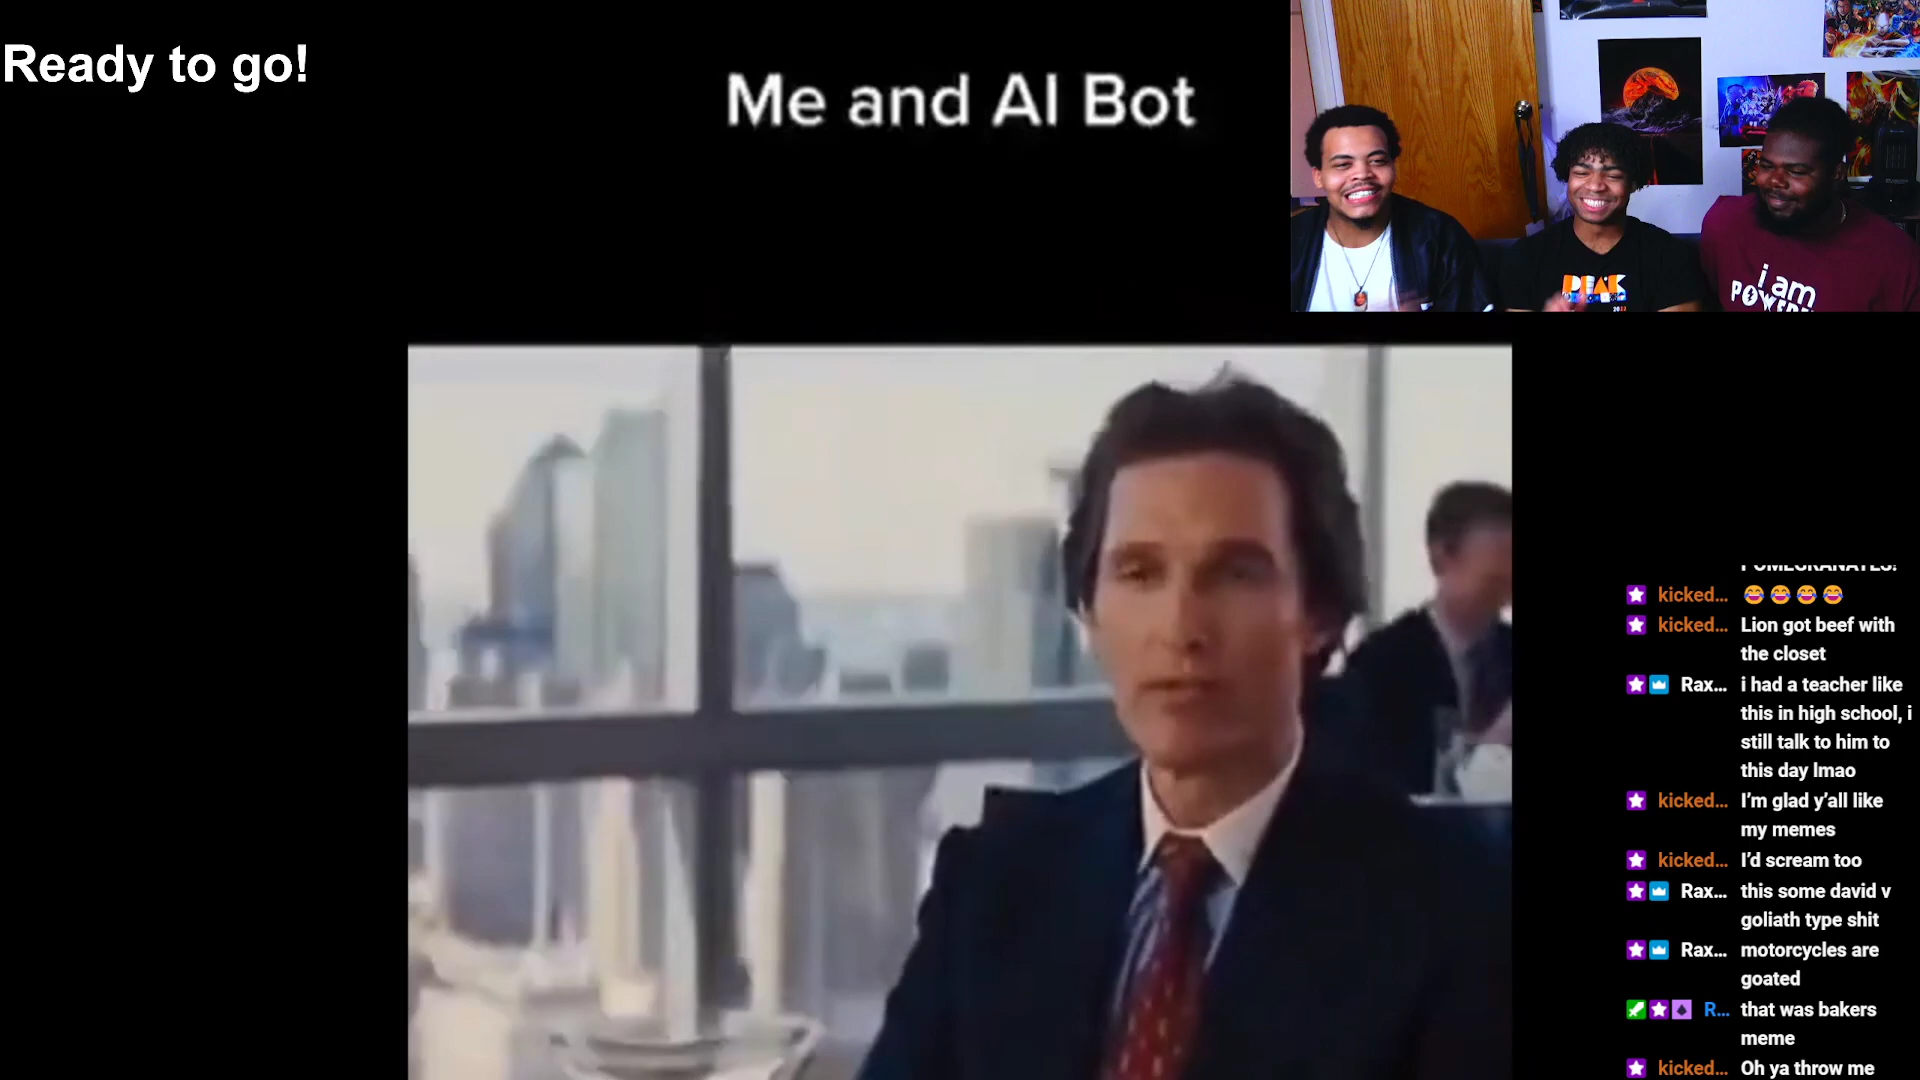 Ready to go!
Me and AI Bot
PEAK
i am
POMEGRANATES!
kicked... 😂 😂 😂 😂
kicked... Lion got beef with
the closet
Rax... i had a teacher like
this in high school, i
still talk to him to
this day lmao
kicked... I'm glad y'all like
my memes
kicked... I'd scream too
Rax... this some david v
goliath type shit
Rax... motorcycles are
goated
R... that was bakers
meme
kicked... Oh ya throw me